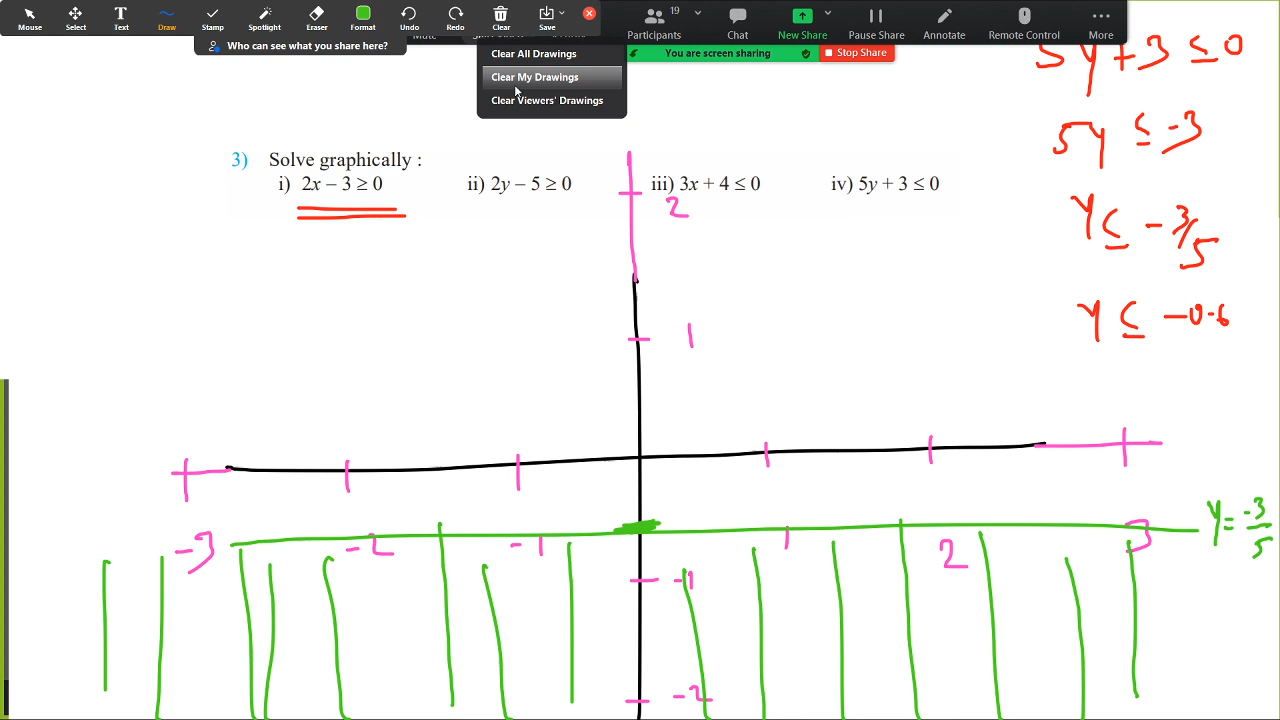 Mouse Select Text Draw Stamp Spotlight Eraser Format Undo Redo Clear Save
19
Participants Chat New Share Pause Share Annotate Remote Control More
Who can see what you share here?
Mute
You are screen sharing Stop Share
Clear All Drawings
Clear My Drawings
Clear Viewers' Drawings
5y+3 ≤ 0
5y ≤ -3
y ≤ -3/5
y ≤ -0.6
3) Solve graphically :
i) 2x – 3 ≥ 0 ii) 2y – 5 ≥ 0 iii) 3x + 4 ≤ 0 iv) 5y + 3 ≤ 0
2
1
y = -3/5
-3 -2 -1 1 2 3
-1
-2